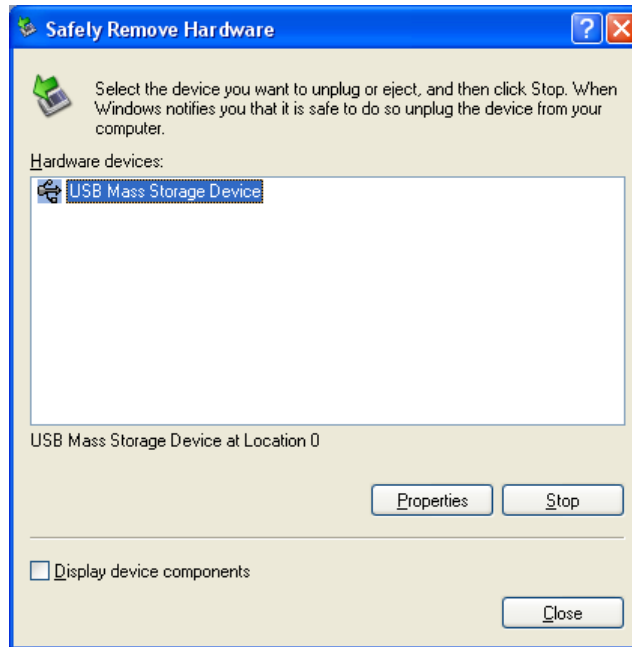 Safely Remove Hardware
Select the device you want to unplug or eject, and then click Stop. When
Windows notifies you that it is safe to do so unplug the device from your
computer.
Hardware devices:
USB Mass Storage Device
USB Mass Storage Device at Location 0
Properties
Stop
Display device components
Close